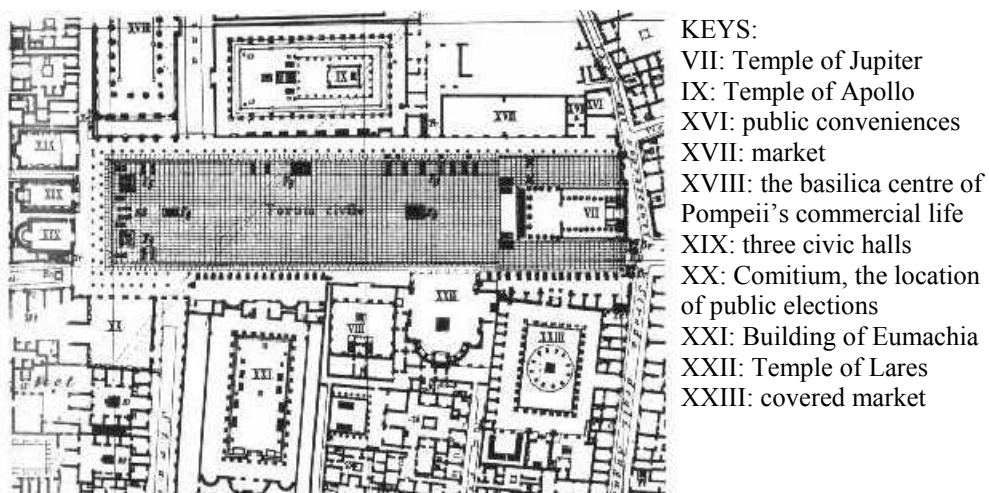 KEYS:
VII: Temple of Jupiter
IX: Temple of Apollo
XVI: public conveniences
XVII: market
XVIII: the basilica centre of
Pompeii’s commercial life
XIX: three civic halls
XX: Comitium, the location
of public elections
XXI: Building of Eumachia
XXII: Temple of Lares
XXIII: covered market
XVIII
IX
XVII
XVI
XIX
XIX
XIX
Forum civile
VII
XX
VIII
XXII
XXI
XXIII